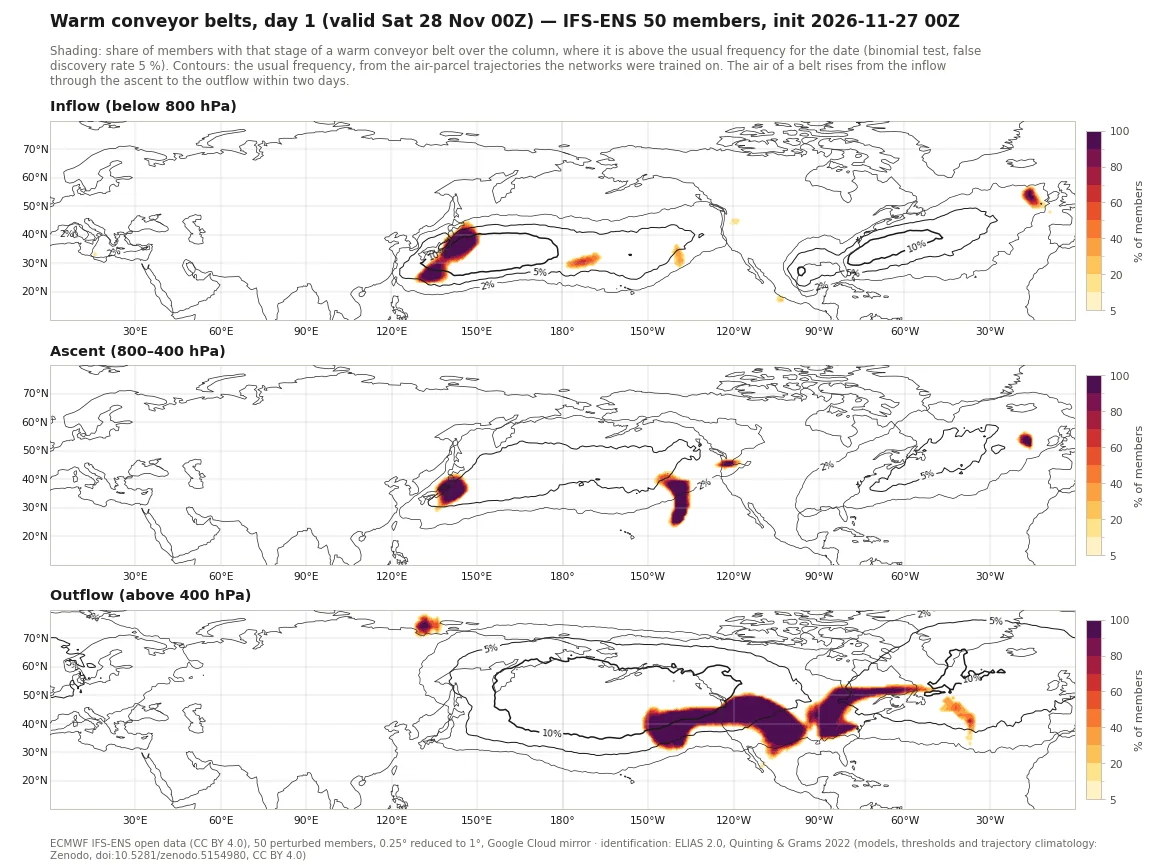 Warm conveyor belts, day 1 (valid Sat 28 Nov 00Z) — IFS-ENS 50 members, init 2026-11-27 00Z
Shading: share of members with that stage of a warm conveyor belt over the column, where it is above the usual frequency for the date (binomial test, false
discovery rate 5 %). Contours: the usual frequency, from the air-parcel trajectories the networks were trained on. The air of a belt rises from the inflow
through the ascent to the outflow within two days.
Inflow (below 800 hPa)
100
70°N
80
60°N
50°N
60
% of members
2%
40°N
2%
10%
40
30°N
5%
5%
20
2%
2%
20°N
5
30°E 60°E 90°E 120°E 150°E 180° 150°W 120°W 90°W 60°W 30°W
Ascent (800–400 hPa)
100
70°N
80
60°N
50°N
60
% of members
2%
5%
40°N
2%
40
30°N
20
20°N
5
30°E 60°E 90°E 120°E 150°E 180° 150°W 120°W 90°W 60°W 30°W
Outflow (above 400 hPa)
2%
5%
100
70°N
5%
80
60°N
10%
50°N
60
% of members
40°N
10%
40
30°N
20
20°N
5
30°E 60°E 90°E 120°E 150°E 180° 150°W 120°W 90°W 60°W 30°W
ECMWF IFS-ENS open data (CC BY 4.0), 50 perturbed members, 0.25° reduced to 1°, Google Cloud mirror · identification: ELIAS 2.0, Quinting & Grams 2022 (models, thresholds and trajectory climatology:
Zenodo, doi:10.5281/zenodo.5154980, CC BY 4.0)